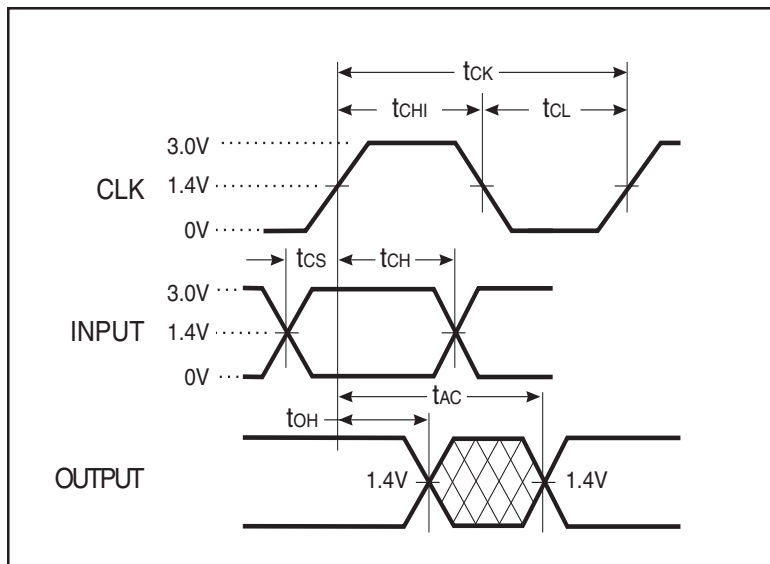 tCK
tCHI tCL
3.0V
CLK 1.4V
0V
tCS tCH
3.0V
INPUT 1.4V
0V
tAC
tOH
OUTPUT 1.4V 1.4V